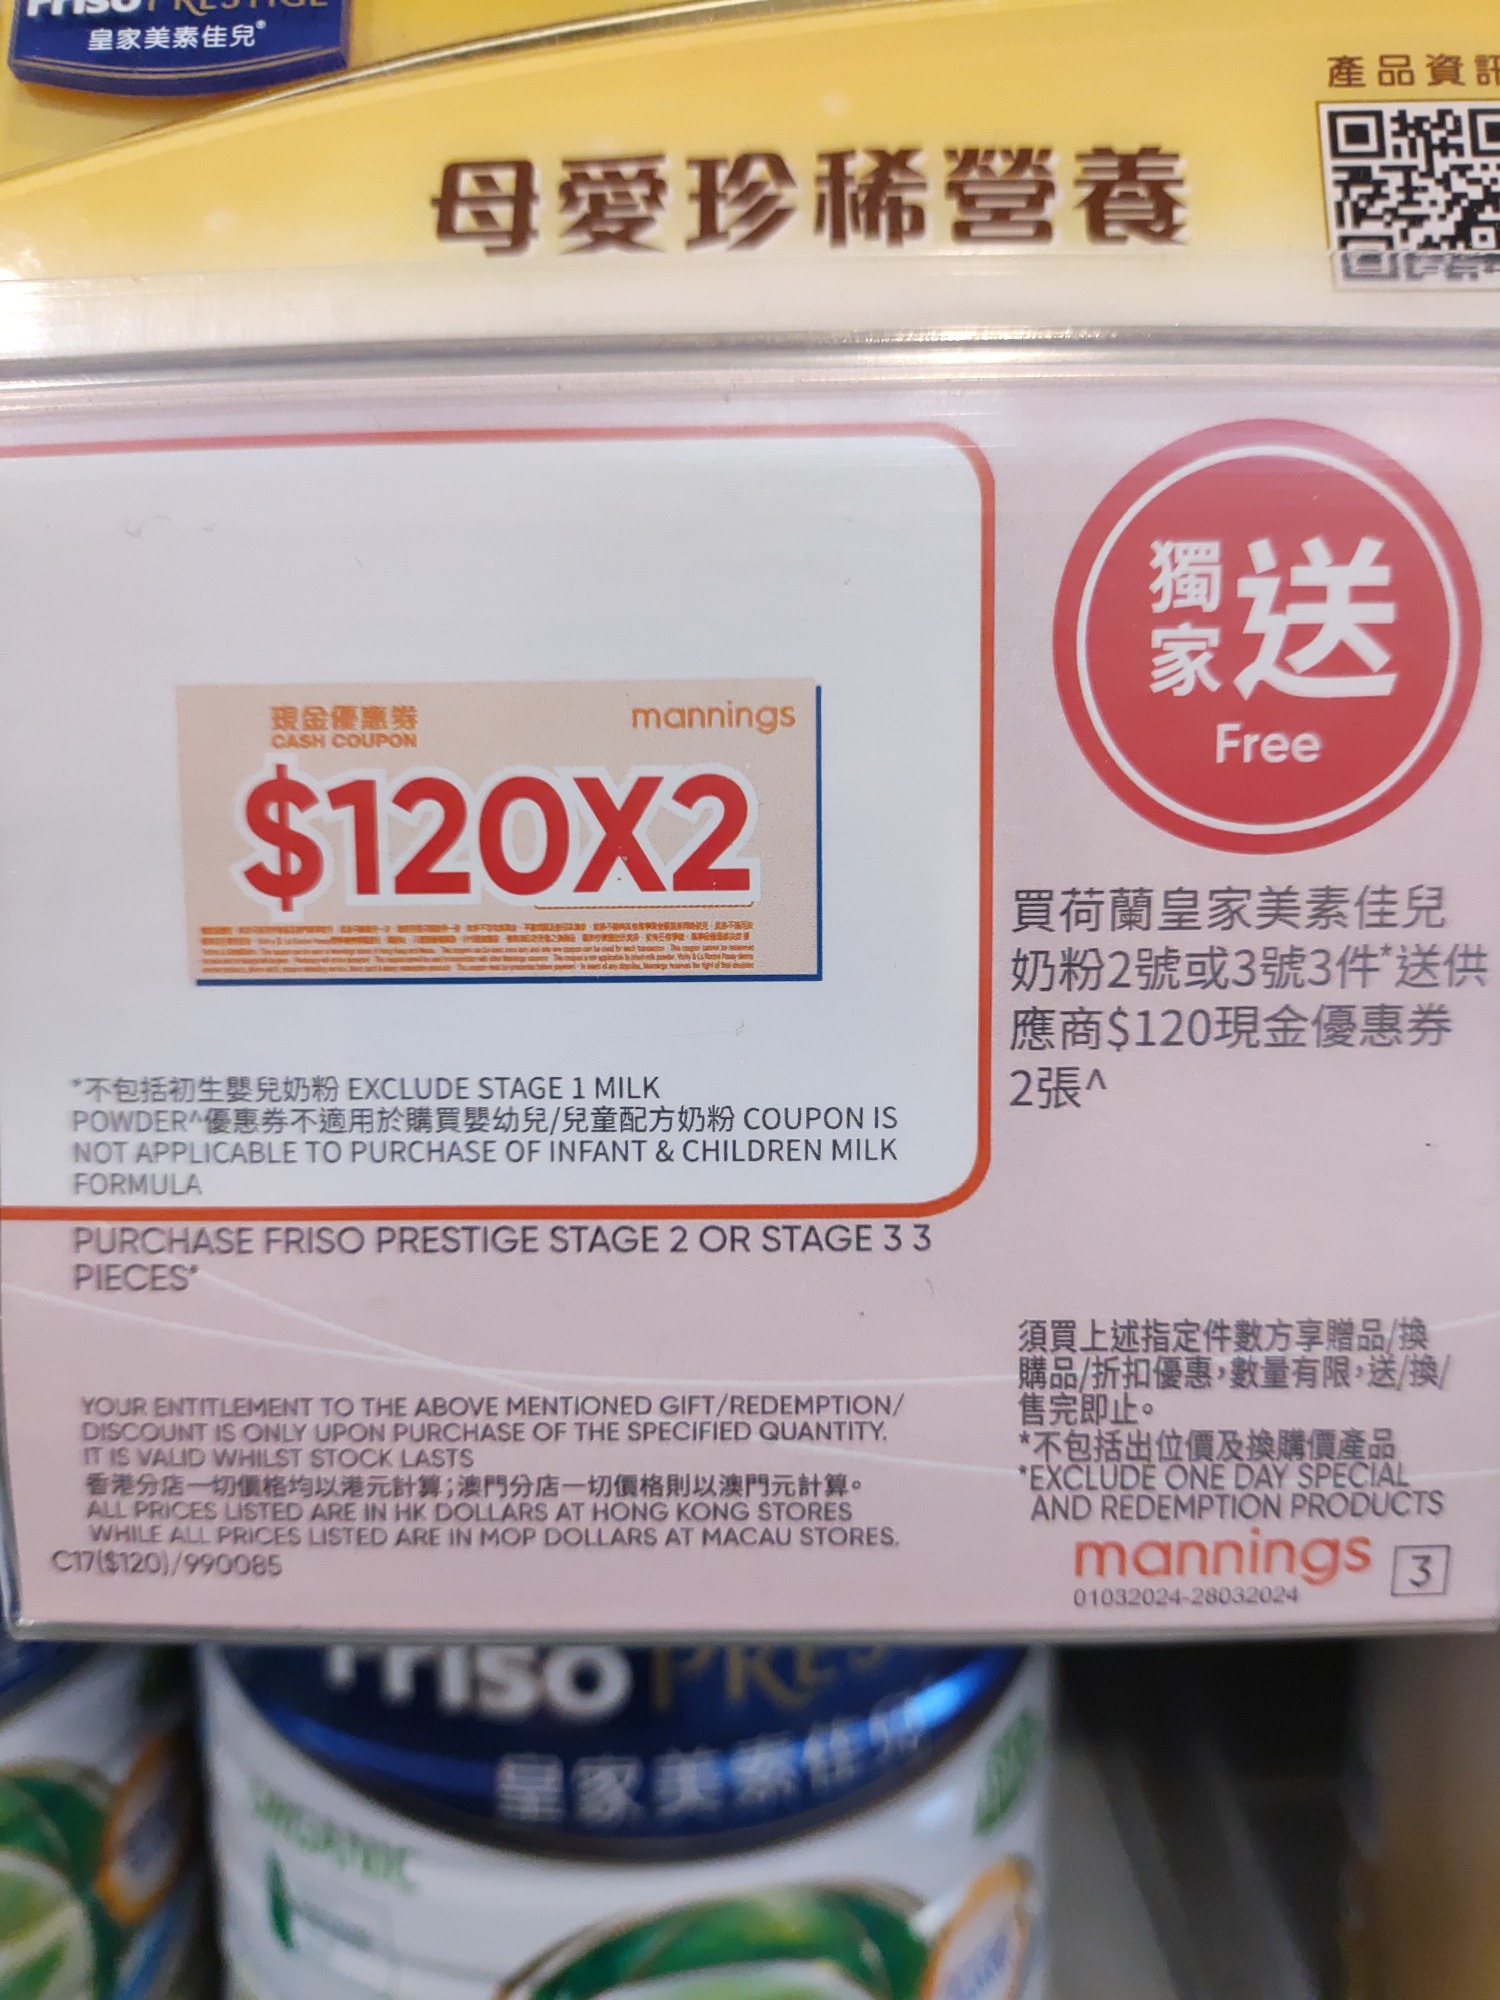 皇家美素佳兒®
產品資訊
母愛珍稀營養
獨家送
Free
現金優惠券
CASH COUPON
mannings
$120X2
買荷蘭皇家美素佳兒
奶粉2號或3號3件*送供
應商$120現金優惠券
2張^
*不包括初生嬰兒奶粉 EXCLUDE STAGE 1 MILK
POWDER^優惠券不適用於購買嬰幼兒/兒童配方奶粉 COUPON IS
NOT APPLICABLE TO PURCHASE OF INFANT & CHILDREN MILK
FORMULA
PURCHASE FRISO PRESTIGE STAGE 2 OR STAGE 3 3
PIECES*
YOUR ENTITLEMENT TO THE ABOVE MENTIONED GIFT/REDEMPTION/
DISCOUNT IS ONLY UPON PURCHASE OF THE SPECIFIED QUANTITY.
IT IS VALID WHILST STOCK LASTS
香港分店一切價格均以港元計算;澳門分店一切價格則以澳門元計算。
ALL PRICES LISTED ARE IN HK DOLLARS AT HONG KONG STORES
WHILE ALL PRICES LISTED ARE IN MOP DOLLARS AT MACAU STORES.
C17($120)/990085
須買上述指定件數方享贈品/換
購品/折扣優惠,數量有限,送/換/
售完即止。
*不包括出位價及換購價產品
*EXCLUDE ONE DAY SPECIAL
AND REDEMPTION PRODUCTS
mannings 3
01032024-28032024
Friso
皇家美素佳兒
ORGANIC